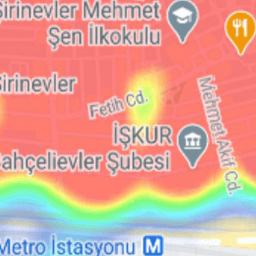 Şirinevler Mehmet
Şen İlkokulu
Şirinevler
Fetih Cd.
Mehmet Akif Cd.
İŞKUR
Bahçelievler Şubesi
Metro İstasyonu M